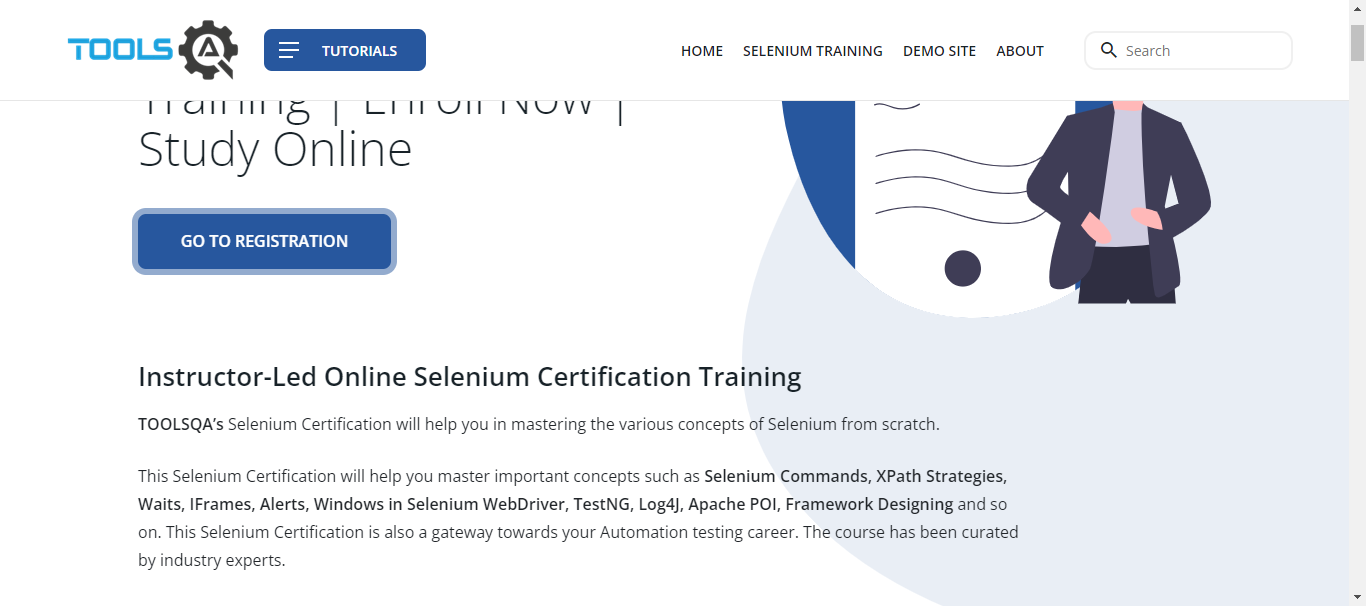 TOOLS QA
TUTORIALS
HOME
SELENIUM TRAINING
DEMO SITE
ABOUT
Search
Training | Enroll Now |
Study Online
GO TO REGISTRATION
Instructor-Led Online Selenium Certification Training
TOOLSQA’s Selenium Certification will help you in mastering the various concepts of Selenium from scratch.
This Selenium Certification will help you master important concepts such as Selenium Commands, XPath Strategies,
Waits, IFrames, Alerts, Windows in Selenium WebDriver, TestNG, Log4J, Apache POI, Framework Designing and so
on. This Selenium Certification is also a gateway towards your Automation testing career. The course has been curated
by industry experts.